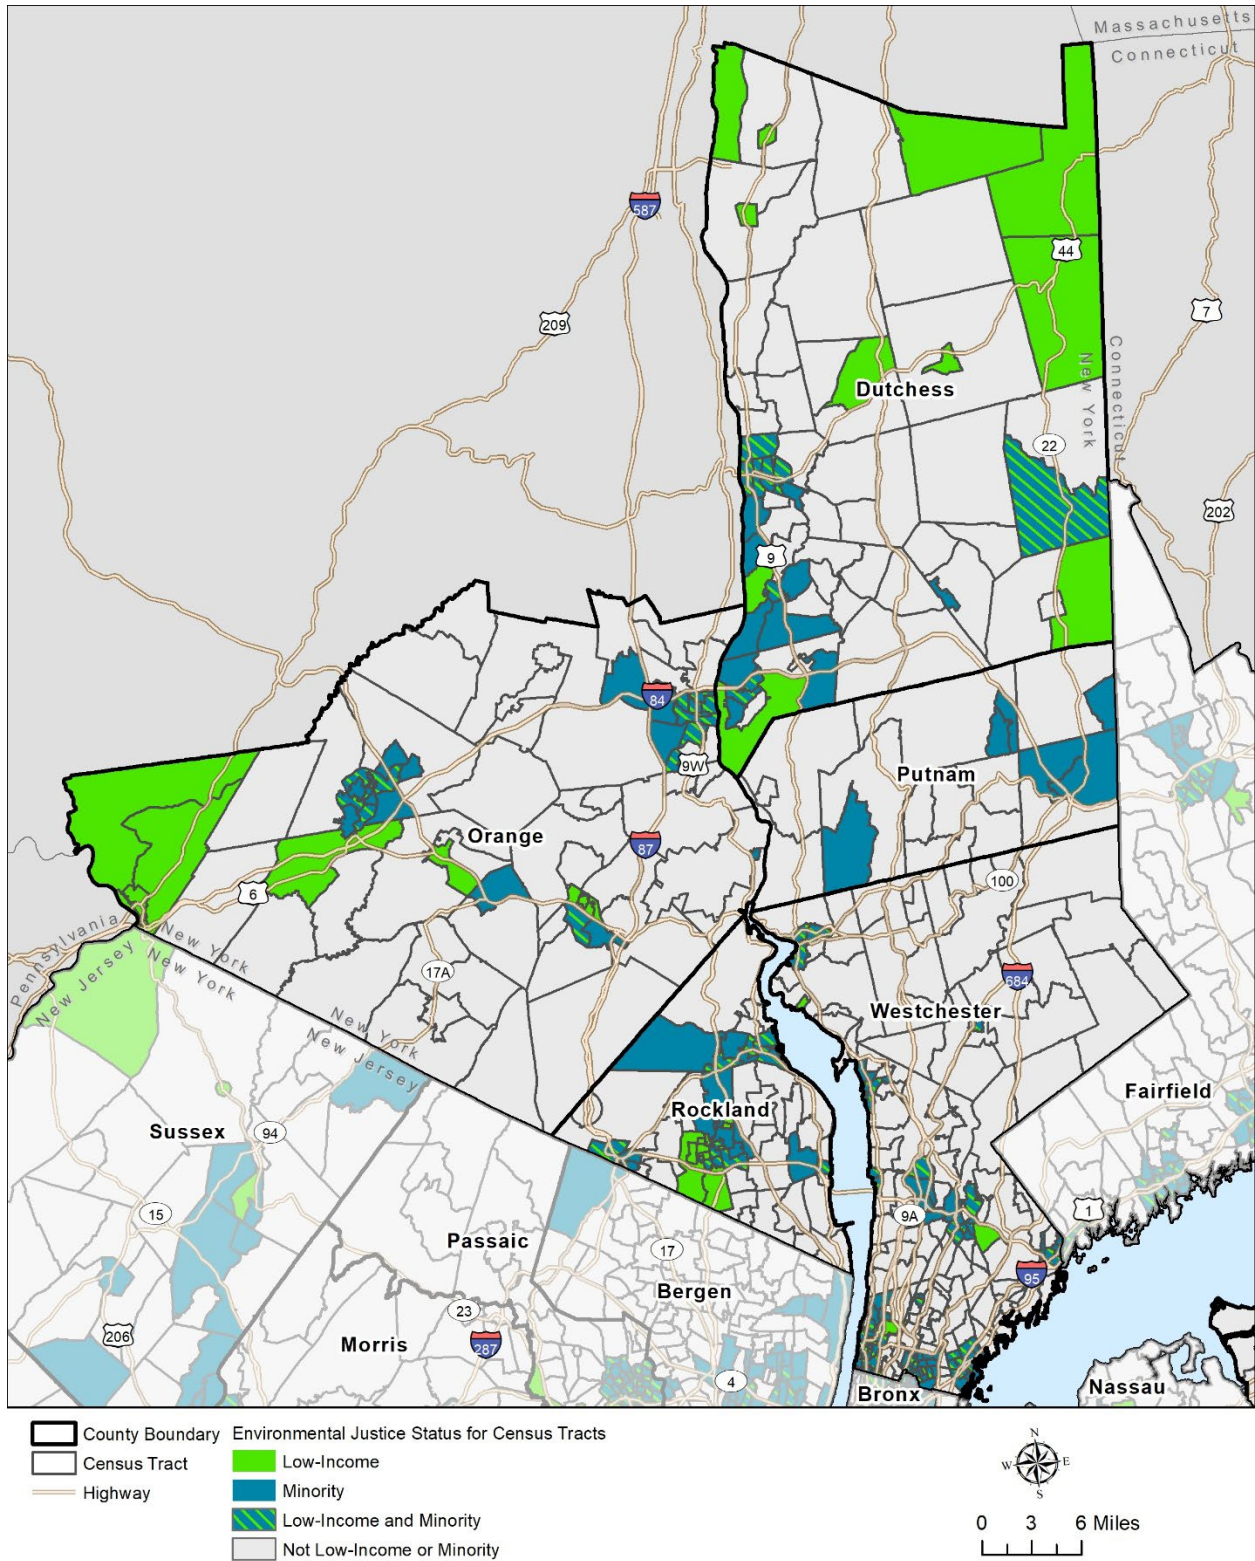 Massachusetts
Connecticut
587
44
209
7
New York
Connecticut
Dutchess
22
202
9
84
9W
Putnam
Orange
87
6
100
Pennsylvania
New Jersey
New York
New York
17A
684
Westchester
New York
New Jersey
Fairfield
Rockland
Sussex
94
15
9A
1
Passaic
17
95
Bergen
23
206
Morris
287
4
Bronx
Nassau
County Boundary
Census Tract
Highway
Environmental Justice Status for Census Tracts
Low-Income
Minority
Low-Income and Minority
Not Low-Income or Minority
N
W E
S
0 3 6 Miles